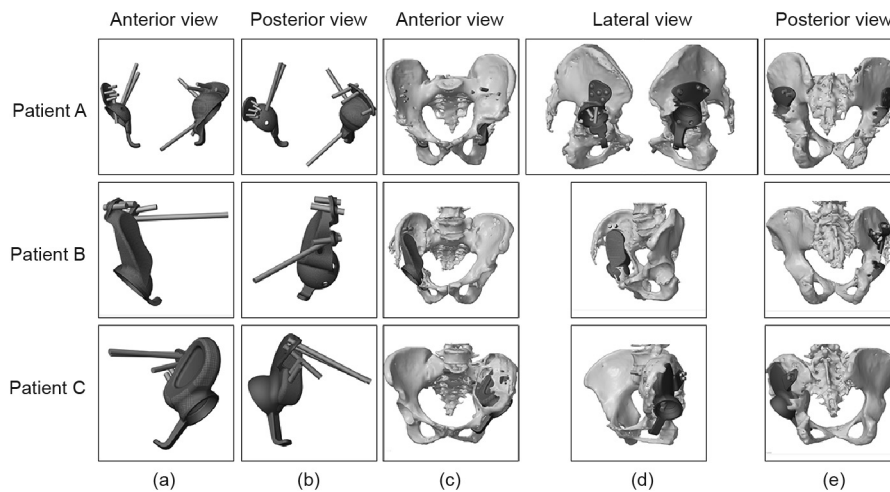 Anterior view Posterior view Anterior view Lateral view Posterior view
Patient A
Patient B
Patient C
(a) (b) (c) (d) (e)